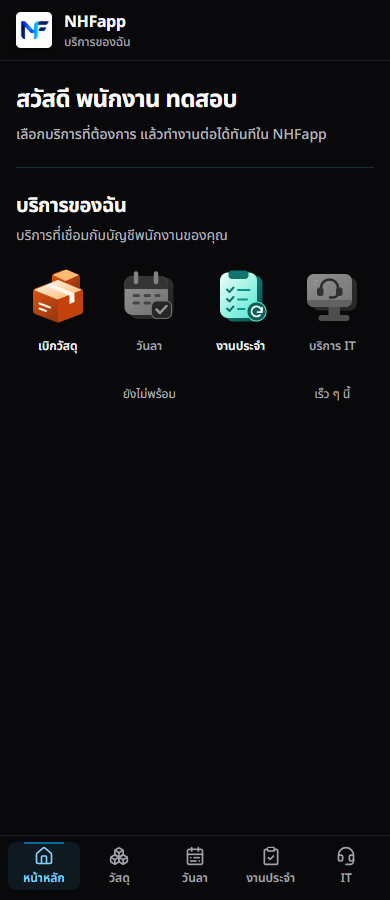 NF
NHFapp
บริการของฉัน
สวัสดี พนักงาน ทดสอบ
เลือกบริการที่ต้องการ แล้วทำงานต่อได้ทันทีใน NHFapp
บริการของฉัน
บริการที่เชื่อมกับบัญชีพนักงานของคุณ
เบิกวัสดุ วันลา งานประจำ บริการ IT
ยังไม่พร้อม เร็ว ๆ นี้
หน้าหลัก วัสดุ วันลา งานประจำ IT